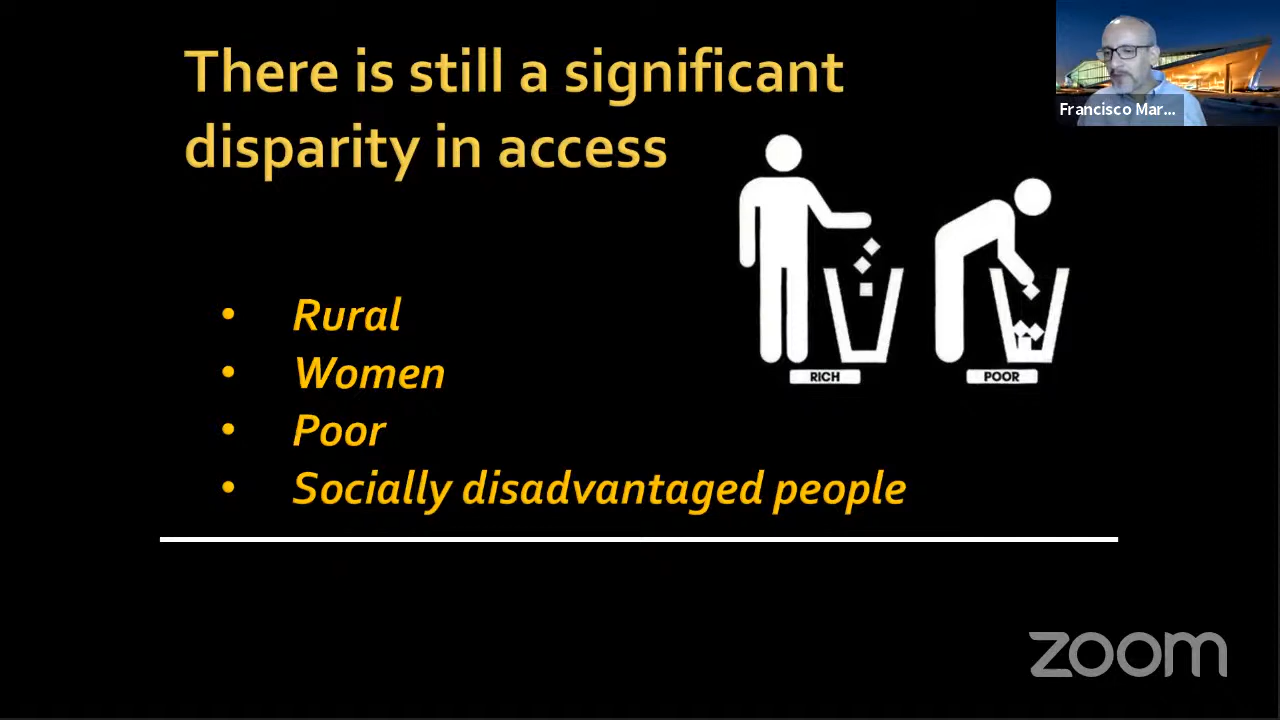 There is still a significant
disparity in access
Francisco Mar...
RICH
POOR
• Rural
• Women
• Poor
• Socially disadvantaged people
zoom